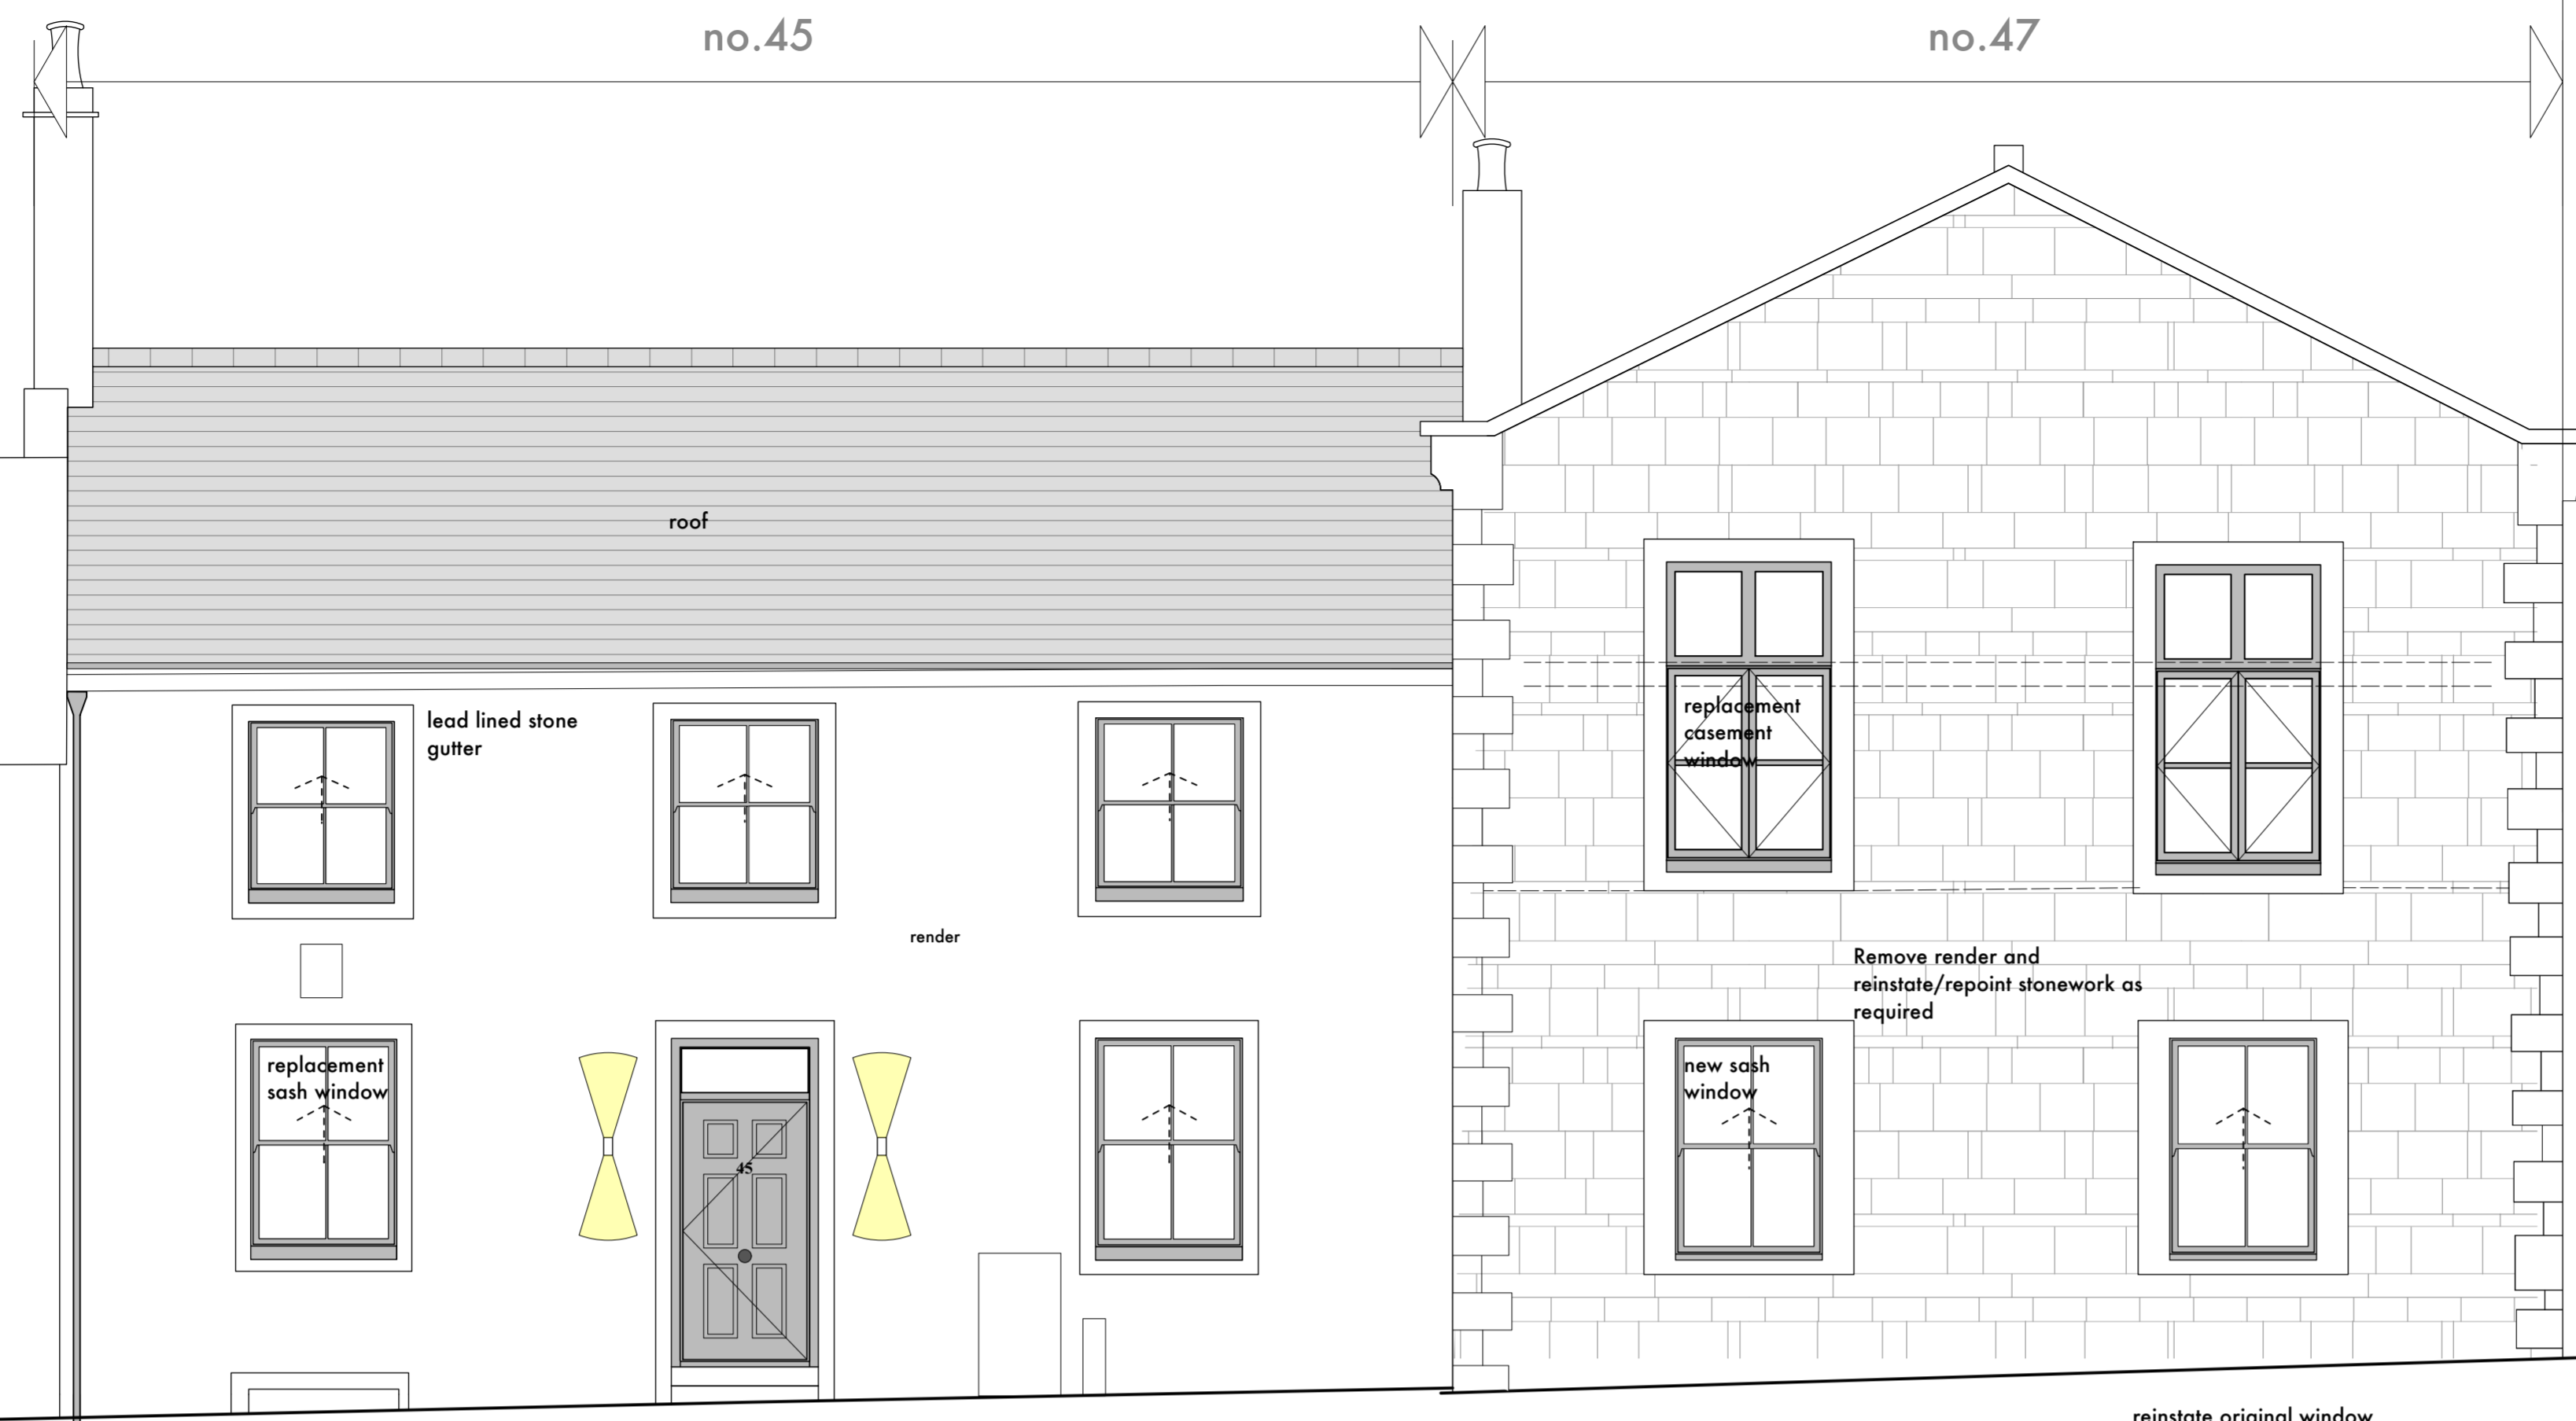 no.45
no.47
roof
lead lined stone
gutter
replacement
casement
window
render
Remove render and
reinstate/repoint stonework as
required
replacement
sash window
new sash
window
45
reinstate original window